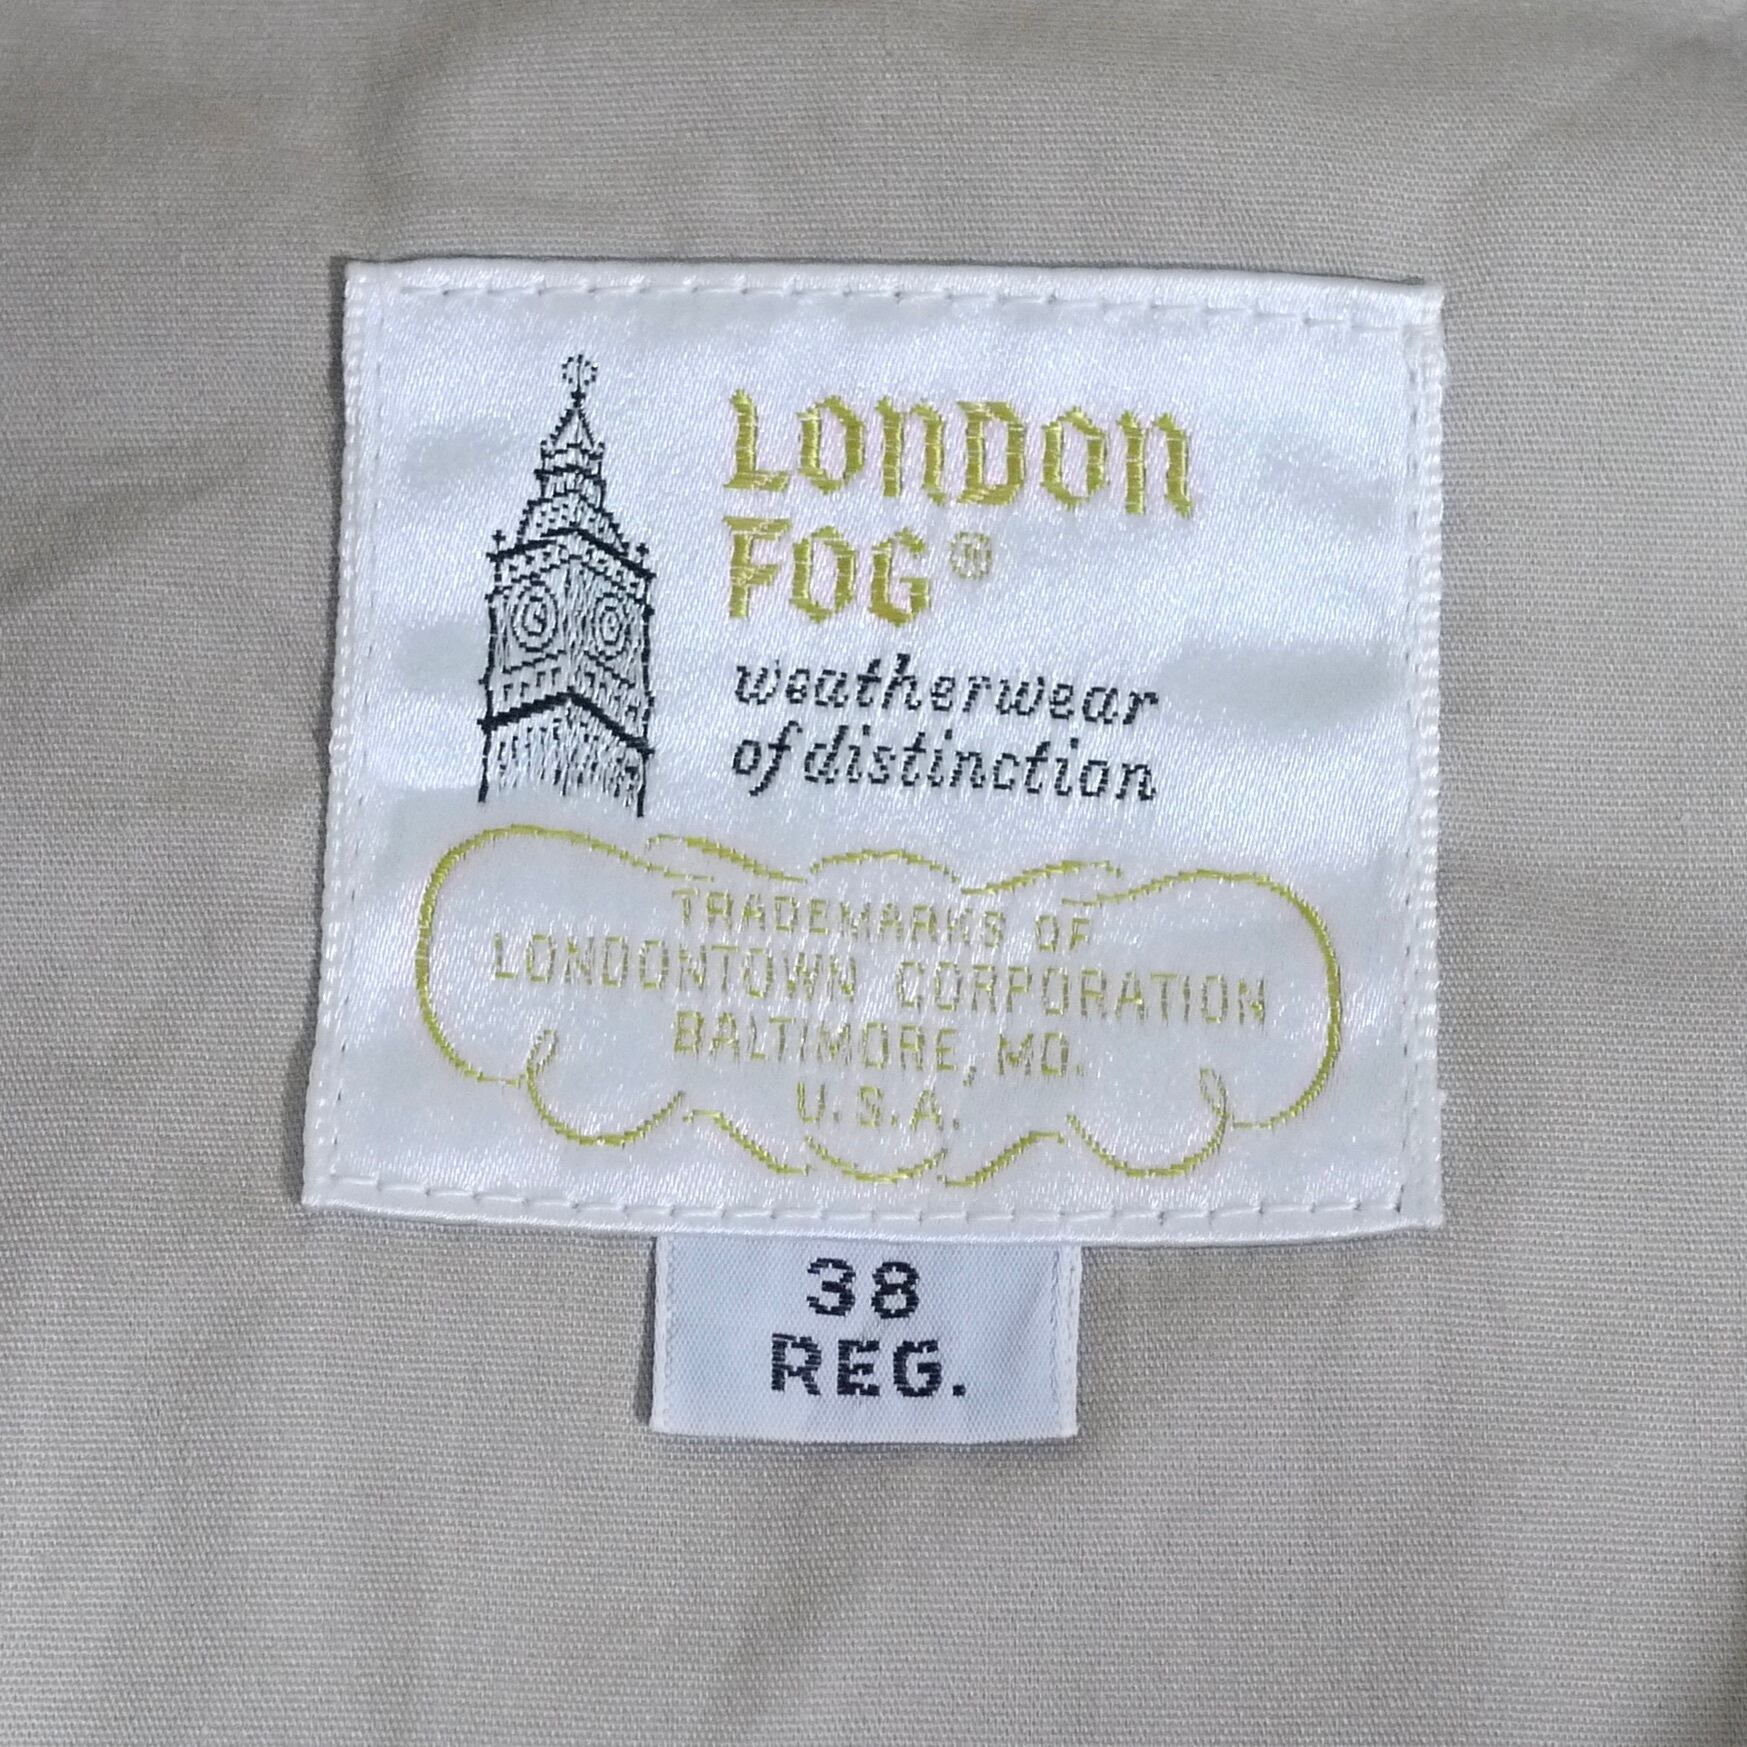 LONDON
FOG®
weatherwear
of distinction
TRADEMARKS OF
LONDONTOWN CORPORATION
BALTIMORE, MD.
U.S.A.
38
REG.